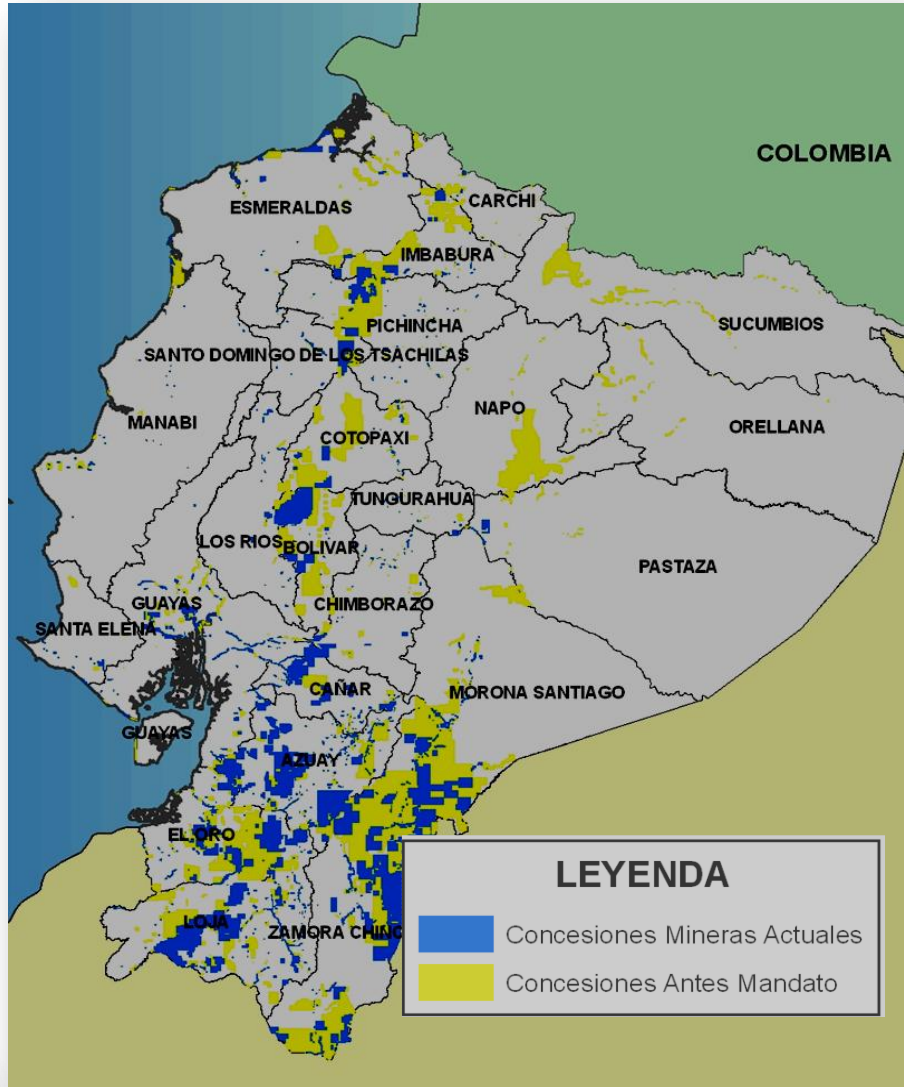 COLOMBIA
CARCHI
ESMERALDAS
IMBABURA
SUCUMBIOS
PICHINCHA
SANTO DOMINGO DE LOS TSACHILAS
NAPO
MANABI
ORELLANA
COTOPAXI
TUNGURAHUA
LOS RIOS
BOLIVAR
PASTAZA
GUAYAS
CHIMBORAZO
SANTA ELENA
CAÑAR
MORONA SANTIAGO
GUAYAS
AZUAY
EL ORO
LOJA
ZAMORA CHINC
LEYENDA
Concesiones Mineras Actuales
Concesiones Antes Mandato